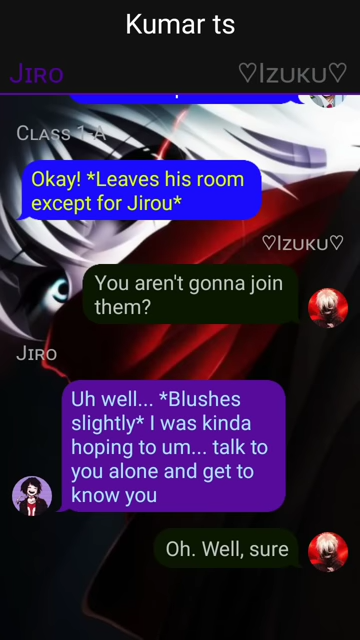 Kumar ts
Jiro
♡Izuku♡
Class 1-A
Okay! *Leaves his room
except for Jirou*
♡Izuku♡
You aren't gonna join
them?
Jiro
Uh well... *Blushes
slightly* I was kinda
hoping to um... talk to
you alone and get to
know you
Oh. Well, sure